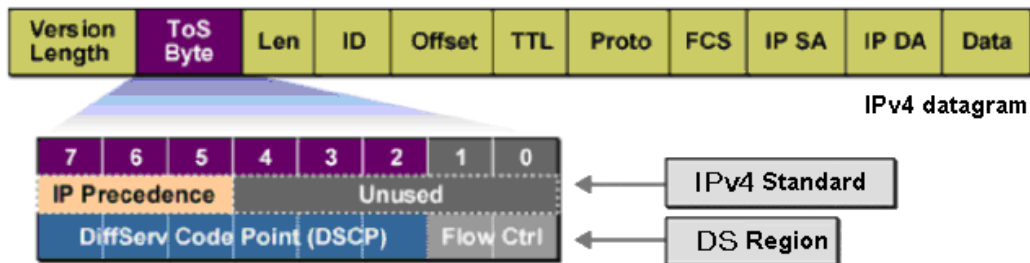 Version Length ToS Byte Len ID Offset TTL Proto FCS IP SA IP DA Data
IPv4 datagram
7 6 5 4 3 2 1 0
IP Precedence Unused
IPv4 Standard
DiffServ Code Point (DSCP) Flow Ctrl
DS Region